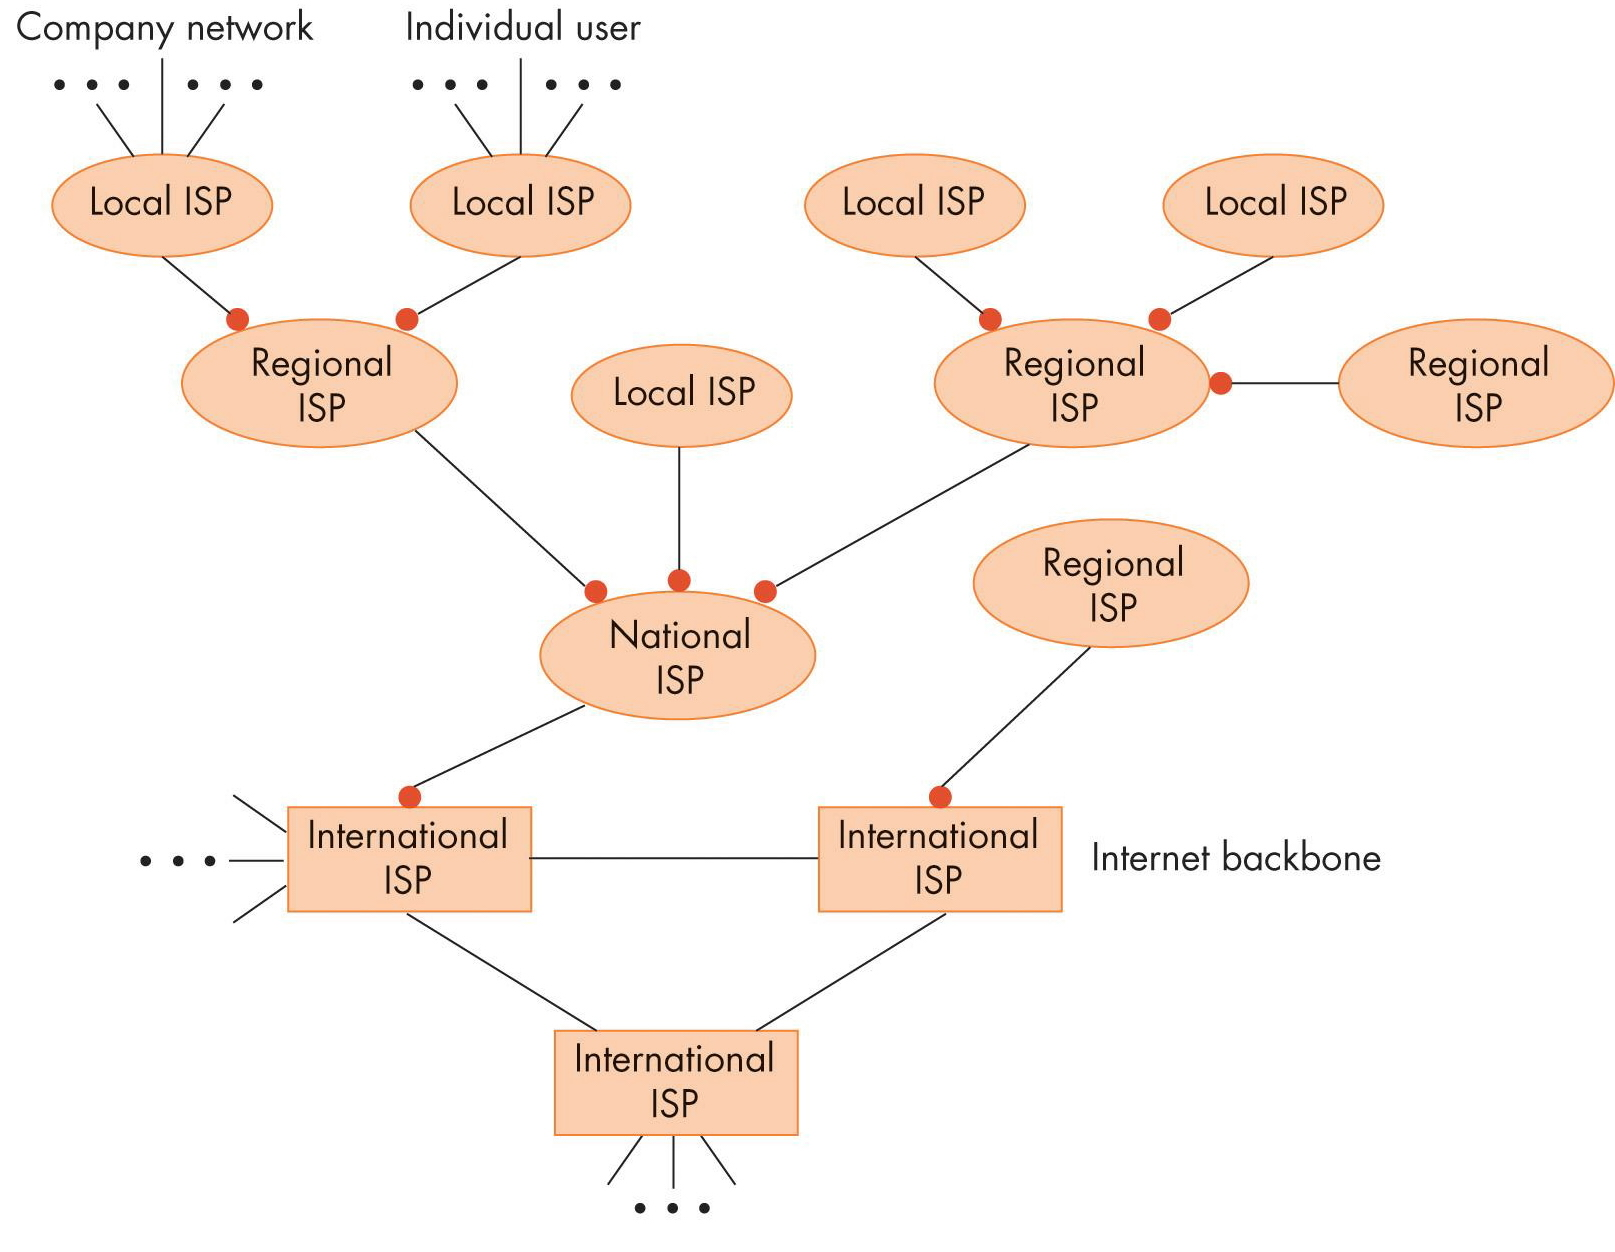 Company network
Individual user
Local ISP
Local ISP
Local ISP
Local ISP
Regional
ISP
Local ISP
Regional
ISP
Regional
ISP
Regional
ISP
National
ISP
International
ISP
International
ISP
Internet backbone
International
ISP